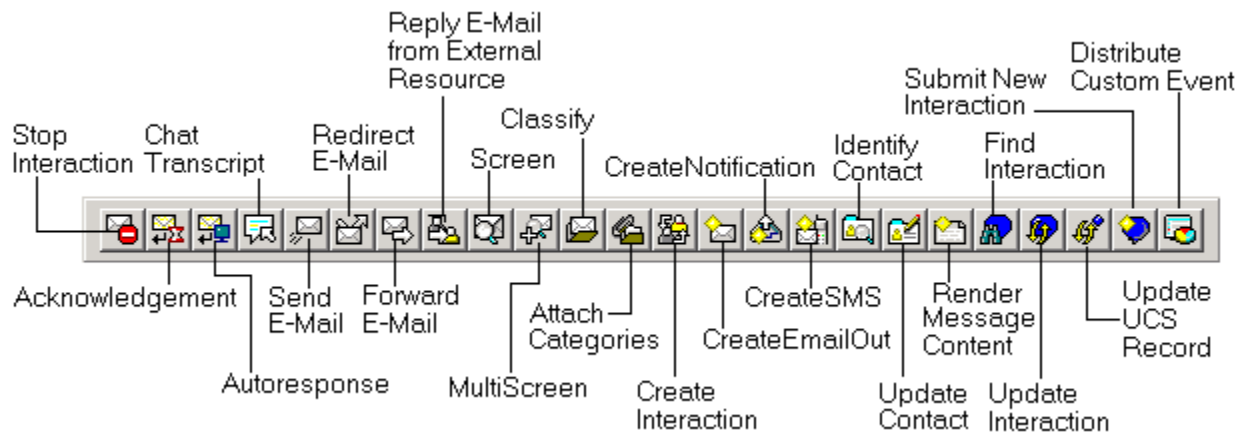 Reply E-Mail
from External
Resource
Distribute
Custom Event
Submit New
Interaction
Classify
Stop
Interaction
Chat
Transcript
Redirect
E-Mail
Screen
CreateNotification
Identify
Contact
Find
Interaction
Acknowledgement
Send
E-Mail
Forward
E-Mail
Attach
Categories
CreateSMS
CreateEmailOut
Render
Message
Content
Update
UCS
Record
Autoresponse
MultiScreen
Create
Interaction
Update
Contact
Update
Interaction